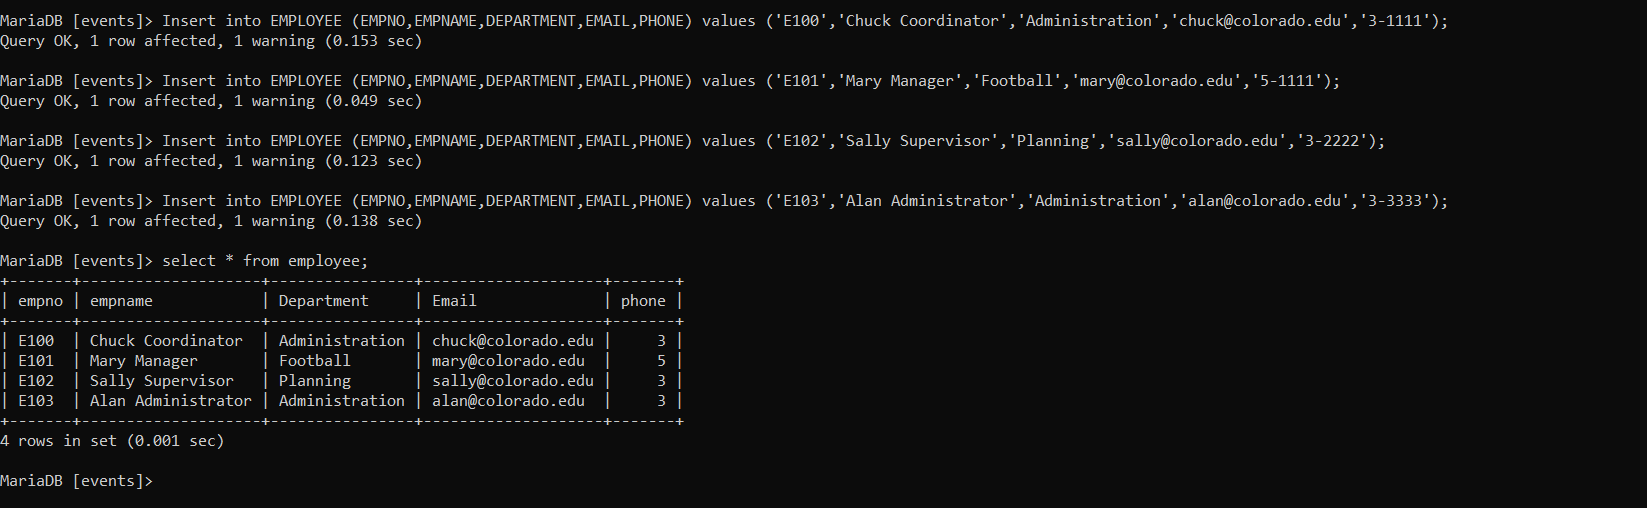 MariaDB [events]> Insert into EMPLOYEE (EMPNO,EMPNAME,DEPARTMENT,EMAIL,PHONE) values ('E100','Chuck Coordinator','Administration','chuck@colorado.edu','3-1111');
Query OK, 1 row affected, 1 warning (0.153 sec)
MariaDB [events]> Insert into EMPLOYEE (EMPNO,EMPNAME,DEPARTMENT,EMAIL,PHONE) values ('E101','Mary Manager','Football','mary@colorado.edu','5-1111');
Query OK, 1 row affected, 1 warning (0.049 sec)
MariaDB [events]> Insert into EMPLOYEE (EMPNO,EMPNAME,DEPARTMENT,EMAIL,PHONE) values ('E102','Sally Supervisor','Planning','sally@colorado.edu','3-2222');
Query OK, 1 row affected, 1 warning (0.123 sec)
MariaDB [events]> Insert into EMPLOYEE (EMPNO,EMPNAME,DEPARTMENT,EMAIL,PHONE) values ('E103','Alan Administrator','Administration','alan@colorado.edu','3-3333');
Query OK, 1 row affected, 1 warning (0.138 sec)
MariaDB [events]> select * from employee;
+-------+--------------------+----------------+--------------------+-------+
| empno | empname            | Department     | Email              | phone |
+-------+--------------------+----------------+--------------------+-------+
| E100  | Chuck Coordinator  | Administration | chuck@colorado.edu |     3 |
| E101  | Mary Manager       | Football       | mary@colorado.edu  |     5 |
| E102  | Sally Supervisor   | Planning       | sally@colorado.edu |     3 |
| E103  | Alan Administrator | Administration | alan@colorado.edu  |     3 |
+-------+--------------------+----------------+--------------------+-------+
4 rows in set (0.001 sec)
MariaDB [events]>